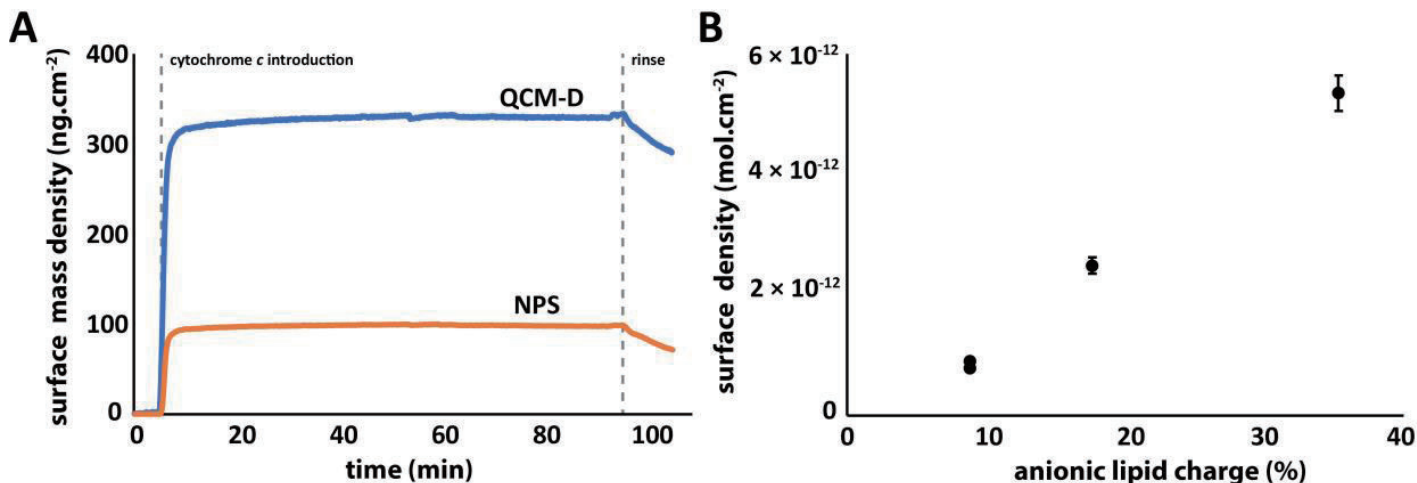 A
surface mass density (ng.cm⁻²)
400
300
200
100
0
cytochrome c introduction
rinse
QCM-D
NPS
0 20 40 60 80 100
time (min)
B
surface density (mol.cm⁻²)
6 × 10⁻¹²
4 × 10⁻¹²
2 × 10⁻¹²
0
0 10 20 30 40
anionic lipid charge (%)